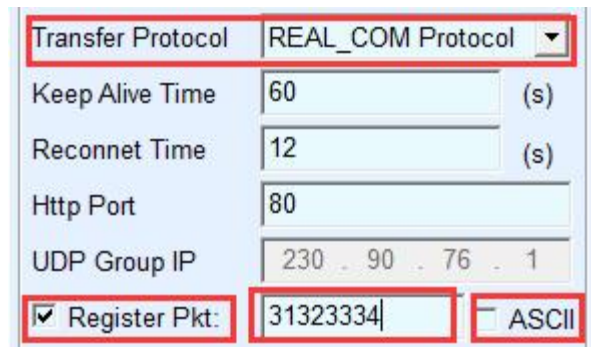 Transfer Protocol REAL_COM Protocol
Keep Alive Time 60 (s)
Reconnet Time 12 (s)
Http Port 80
UDP Group IP 230 . 90 . 76 . 1
Register Pkt: 31323334 ASCII